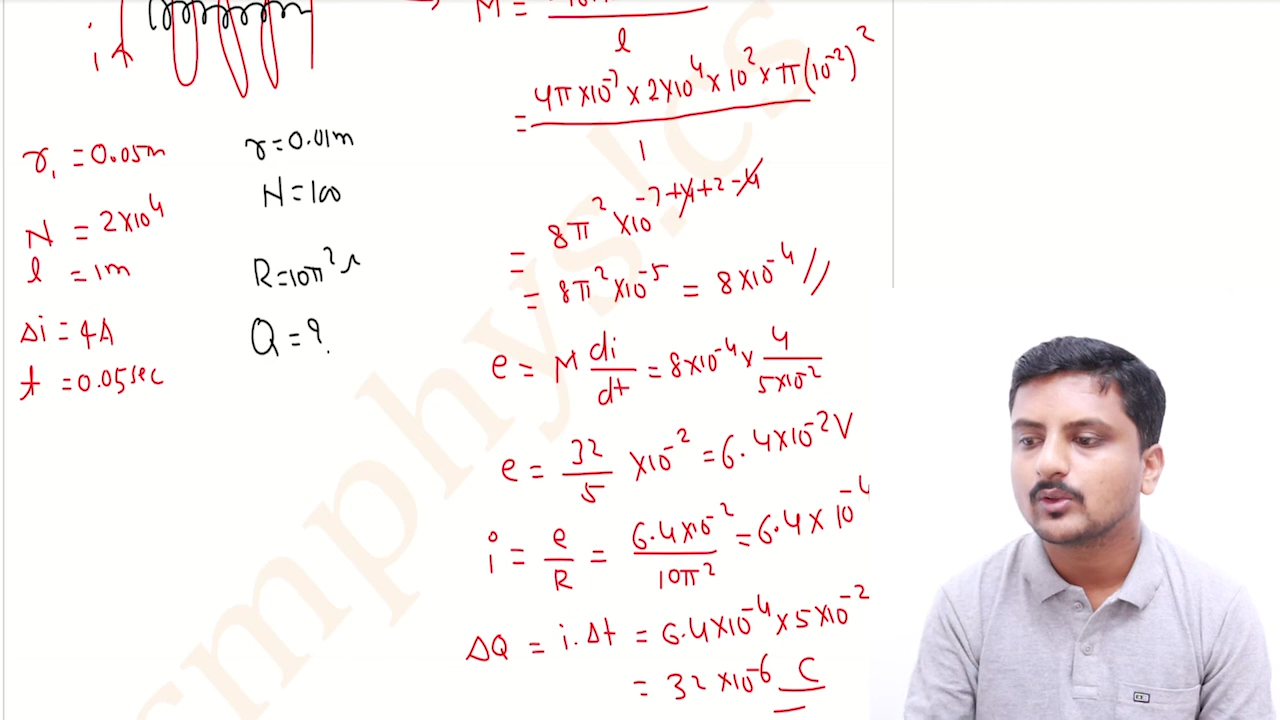 i
M =
l
= 4π×10⁻⁷ × 2×10⁴ × 10² × π(10⁻²)²
1
r₁ = 0.05m
r = 0.01m
N = 2×10⁴
N = 100
= 8π² ×10⁻⁷⁺⁴⁺²⁻⁴
l = 1m
R = 10π² Ω
= 8π² ×10⁻⁵ = 8×10⁻⁴ //
Δi = 4A
Q = ?
e = M di/dt = 8×10⁻⁴ × 4/5×10⁻²
t = 0.05sec
e = 32/5 ×10⁻² = 6.4×10⁻² V
i = e/R = 6.4×10⁻²/10π² = 6.4×10⁻⁴
ΔQ = i.Δt = 6.4×10⁻⁴ × 5×10⁻²
= 32×10⁻⁶ C
smphysics